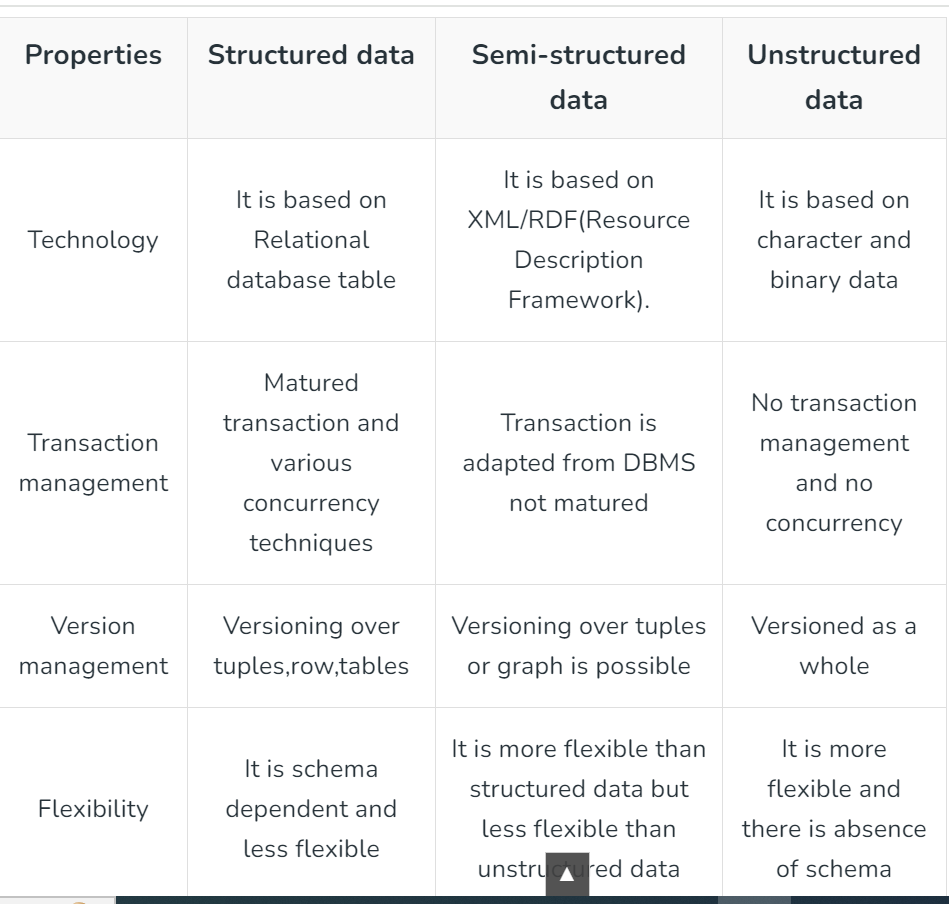 Properties
Structured data
Semi-structured
data
Unstructured
data
Technology
It is based on
Relational
database table
It is based on
XML/RDF(Resource
Description
Framework).
It is based on
character and
binary data
Transaction
management
Matured
transaction and
various
concurrency
techniques
Transaction is
adapted from DBMS
not matured
No transaction
management
and no
concurrency
Version
management
Versioning over
tuples,row,tables
Versioning over tuples
or graph is possible
Versioned as a
whole
Flexibility
It is schema
dependent and
less flexible
It is more flexible than
structured data but
less flexible than
unstructured data
It is more
flexible and
there is absence
of schema